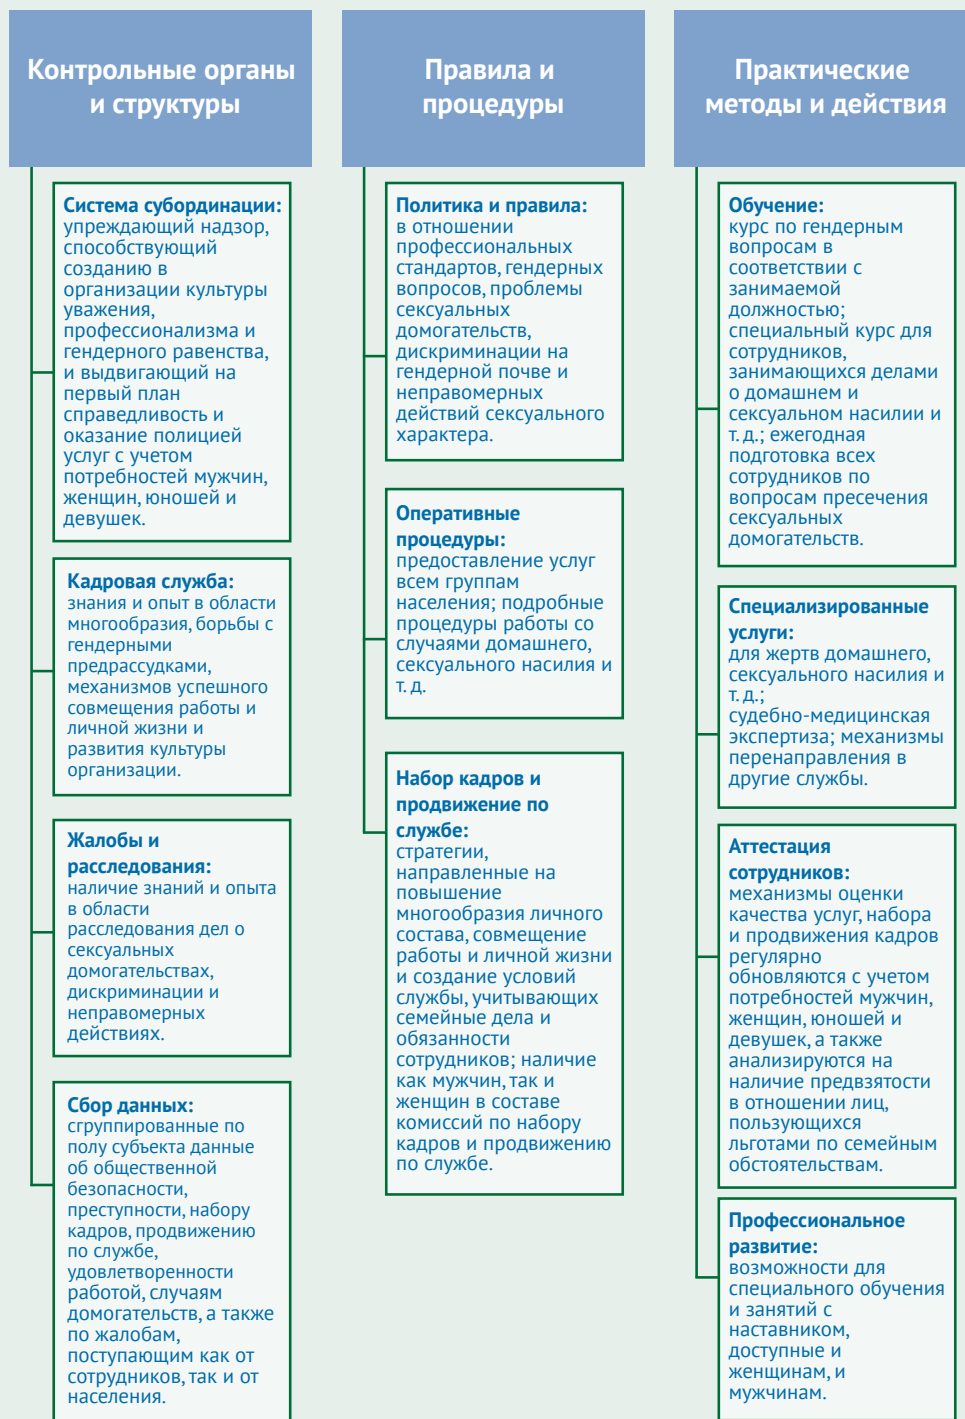 Контрольные органы
и структуры
Система субординации:
упреждающий надзор,
способствующий
созданию в
организации культуры
уважения,
профессионализма и
гендерного равенства,
и выдвигающий на
первый план
справедливость и
оказание полицией
услуг с учетом
потребностей мужчин,
женщин, юношей и
девушек.
Кадровая служба:
знания и опыт в области
многообразия, борьбы с
гендерными
предрассудками,
механизмов успешного
совмещения работы и
личной жизни и
развития культуры
организации.
Жалобы и
расследования:
наличие знаний и опыта
в области
расследования дел о
сексуальных
домогательствах,
дискриминации и
неправомерных
действиях.
Сбор данных:
сгруппированные по
полу субъекта данные
об общественной
безопасности,
преступности, набору
кадров, продвижению
по службе,
удовлетворенности
работой, случаям
домогательств, а также
по жалобам,
поступающим как от
сотрудников, так и от
населения.
Правила и
процедуры
Политика и правила:
в отношении
профессиональных
стандартов, гендерных
вопросов, проблемы
сексуальных
домогательств,
дискриминации на
гендерной почве и
неправомерных
действий сексуального
характера.
Оперативные
процедуры:
предоставление услуг
всем группам
населения; подробные
процедуры работы со
случаями домашнего,
сексуального насилия и
т. д.
Набор кадров и
продвижение по
службе:
стратегии,
направленные на
повышение
многообразия личного
состава, совмещение
работы и личной жизни
и создание условий
службы, учитывающих
семейные дела и
обязанности
сотрудников; наличие
как мужчин, так и
женщин в составе
комиссий по набору
кадров и продвижению
по службе.
Практические
методы и действия
Обучение:
курс по гендерным
вопросам в
соответствии с
занимаемой
должностью;
специальный курс для
сотрудников,
занимающихся делами
о домашнем и
сексуальном насилии и
т. д.; ежегодная
подготовка всех
сотрудников по
вопросам пресечения
сексуальных
домогательств.
Специализированные
услуги:
для жертв домашнего,
сексуального насилия и
т. д.;
судебно-медицинская
экспертиза; механизмы
перенаправления в
другие службы.
Аттестация
сотрудников:
механизмы оценки
качества услуг, набора
и продвижения кадров
регулярно
обновляются с учетом
потребностей мужчин,
женщин, юношей и
девушек, а также
анализируются на
наличие предвзятости
в отношении лиц,
пользующихся
льготами по семейным
обстоятельствам.
Профессиональное
развитие:
возможности для
специального обучения
и занятий с
наставником,
доступные и
женщинам, и
мужчинам.